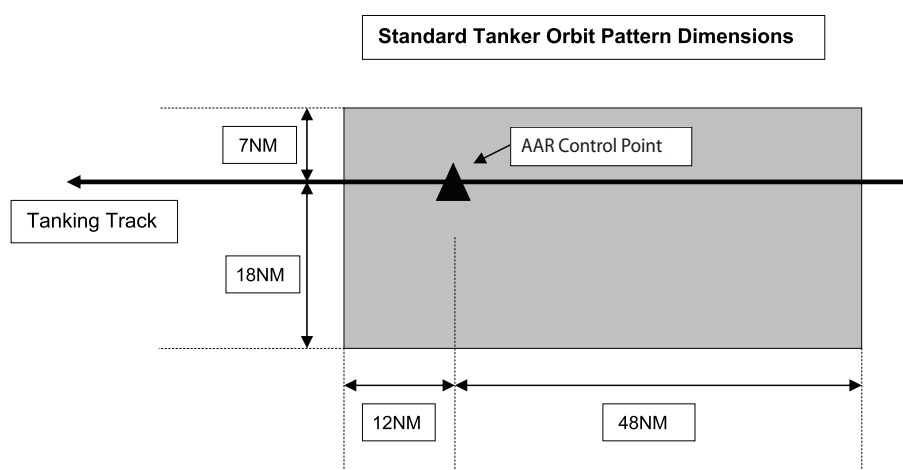 Standard Tanker Orbit Pattern Dimensions
7NM
AAR Control Point
Tanking Track
18NM
12NM
48NM